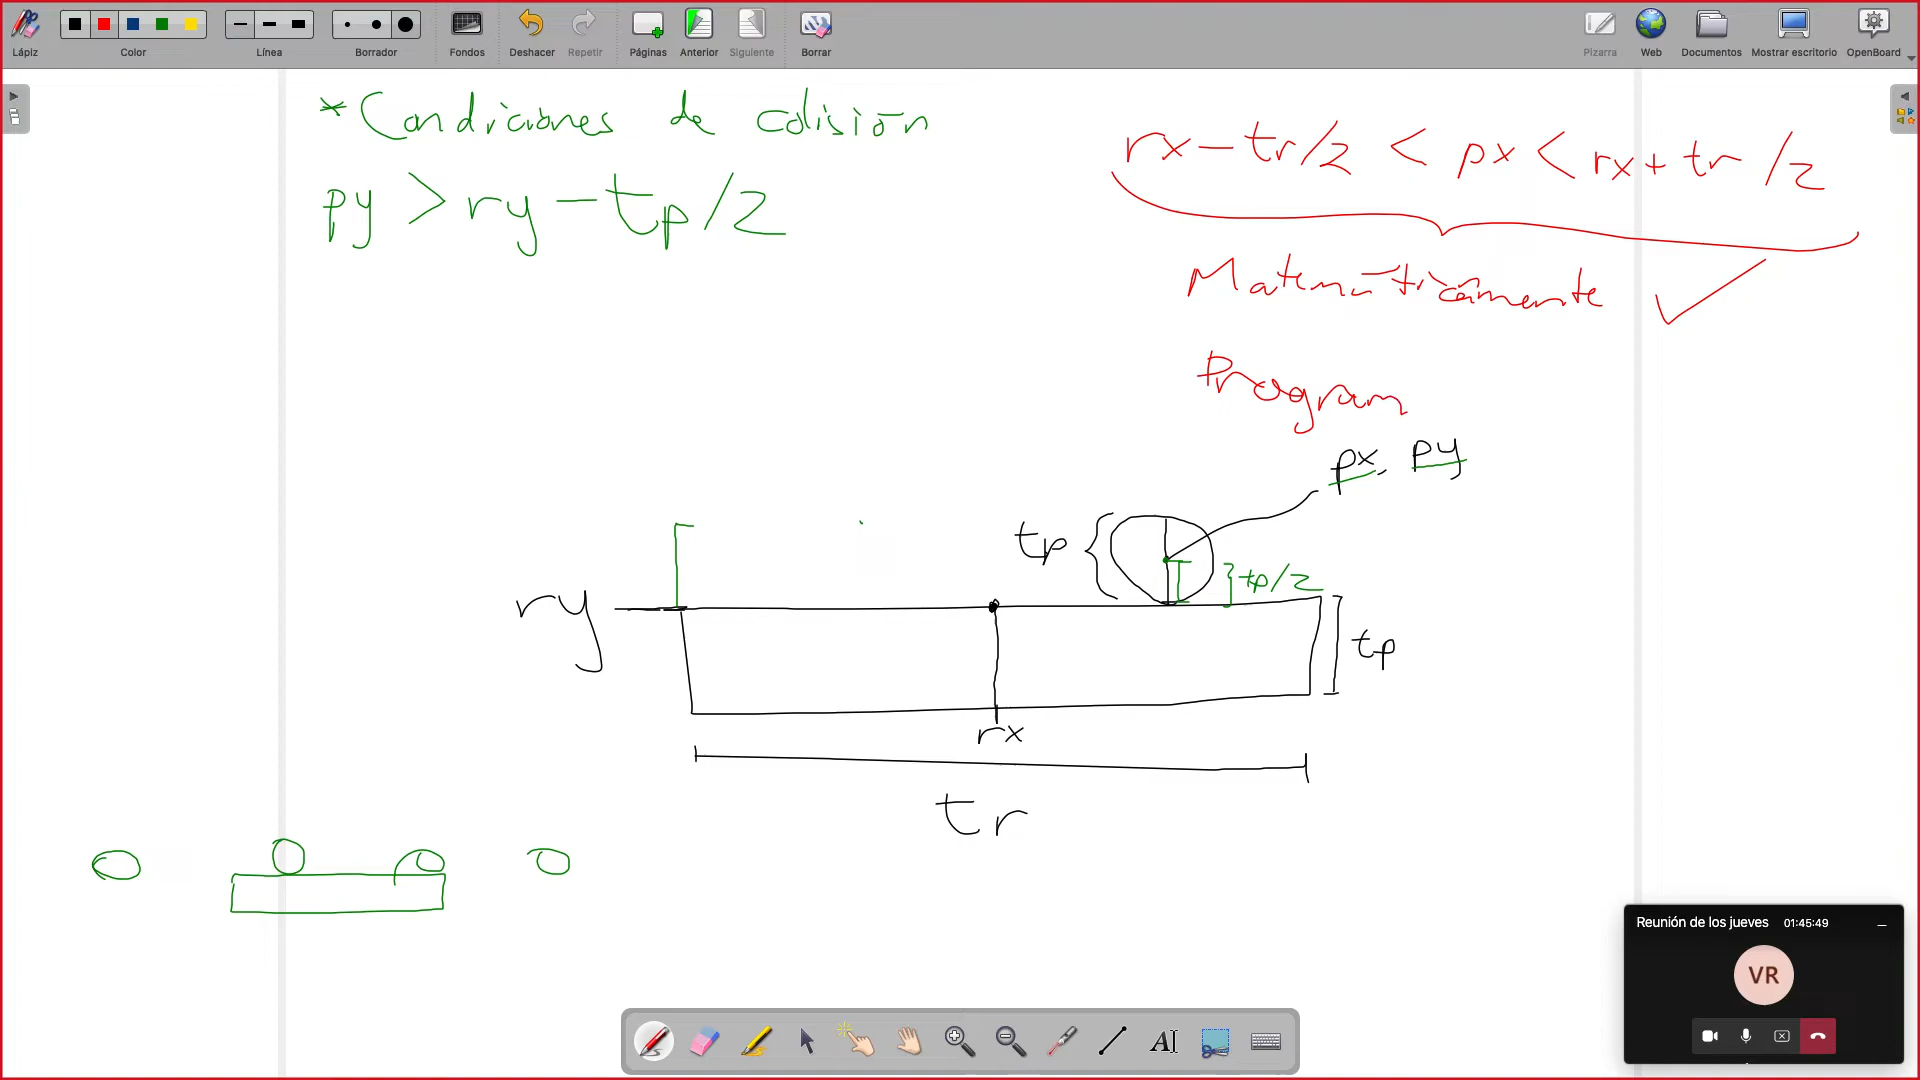 Lápiz
Color
Línea
Borrador
Fondos
Deshacer
Repetir
Páginas
Anterior
Siguiente
Borrar
Pizarra
Web
Documentos
Mostrar escritorio
OpenBoard
*Condiciones de colisión
py > ry - tp/2
rx - tr/2 < px < rx + tr/2
Matemáticamente ✓
Program
px, py
tp
tp/2
ry
tp
rx
tr
Reunión de los jueves 01:45:49
VR
AI